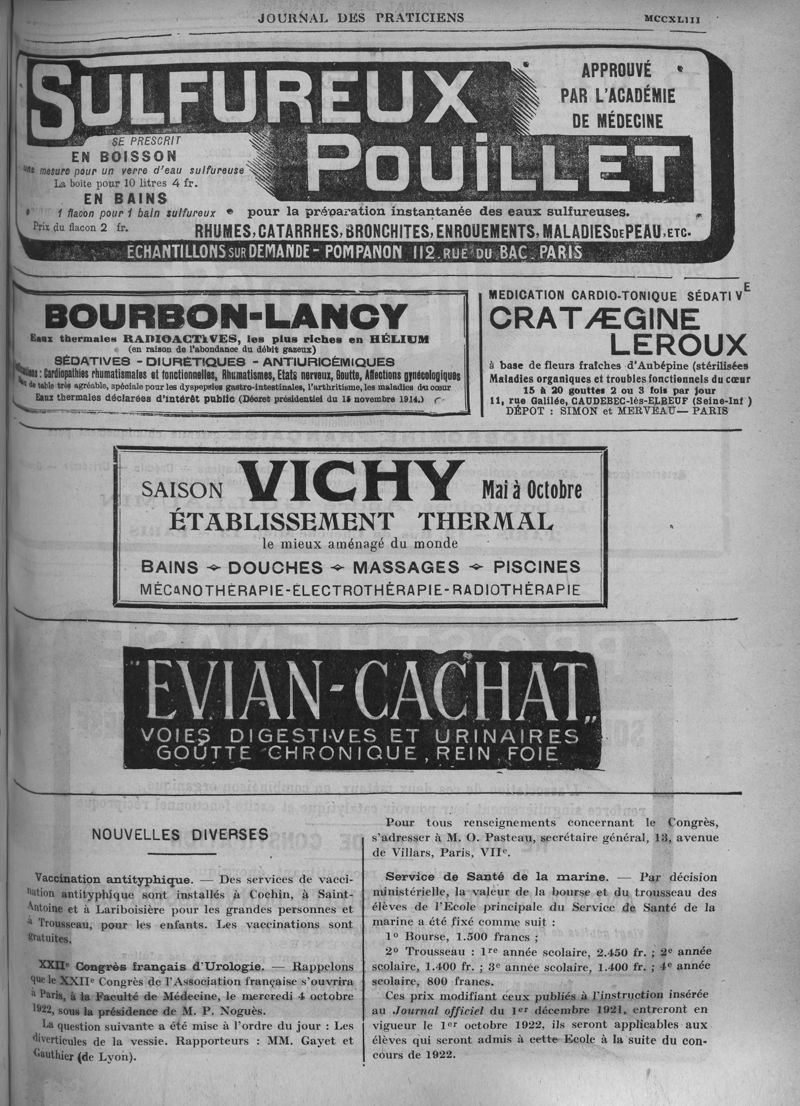 JOURNAL DES PRATICIENS
MCCXLIII
SULFUREUX
POUILLET
APPROUVÉ
PAR L'ACADÉMIE
DE MÉDECINE
SE PRESCRIT
EN BOISSON
une mesure pour un verre d'eau sulfureuse
La boite pour 10 litres 4 fr.
EN BAINS
1 flacon pour 1 bain sulfureux
Prix du flacon 2 fr.
pour la préparation instantanée des eaux sulfureuses.
RHUMES, CATARRHES, BRONCHITES, ENROUEMENTS, MALADIES DE PEAU, ETC.
ÉCHANTILLONS SUR DEMANDE - POMPANON 112, RUE DU BAC, PARIS
BOURBON-LANCY
Eaux thermales RADIOACTIVES, les plus riches en HÉLIUM
(en raison de l'abondance du débit gazeux)
SÉDATIVES - DIURÉTIQUES - ANTIURICÉMIQUES
: Cardiopathies rhumatismales et fonctionnelles, Rhumatismes, Etats nerveux, Goutte, Affections gynécologiques
de table très agréable, spéciale pour les dyspepsies gastro-intestinales, l'arthritisme, les maladies du cœur
Eaux thermales déclarées d'intérêt public (Décret présidentiel du 15 novembre 1914.)
MEDICATION CARDIO-TONIQUE SÉDATIVE
CRATÆGINE
LEROUX
à base de fleurs fraîches d'Aubépine (stérilisées
Maladies organiques et troubles fonctionnels du cœur
15 à 20 gouttes 2 ou 3 fois par jour
11, rue Galilée, CAUDEBEC-lès-ELBEUF (Seine-Inf )
DÉPOT : SIMON et MERVEAU— PARIS
SAISON VICHY Mai à Octobre
ÉTABLISSEMENT THERMAL
le mieux aménagé du monde
BAINS DOUCHES MASSAGES PISCINES
MÉCANOTHÉRAPIE-ÉLECTROTHÉRAPIE-RADIOTHÉRAPIE
"EVIAN-CACHAT„
VOIES DIGESTIVES ET URINAIRES
GOUTTE CHRONIQUE, REIN, FOIE
NOUVELLES DIVERSES
Vaccination antityphique. — Des services de vacci-
nation antityphique sont installés à Cochin, à Saint-
Antoine et à Lariboisière pour les grandes personnes et
à Trousseau, pour les enfants. Les vaccinations sont
gratuites.
XXIIe Congrès français d'Urologie. — Rappelons
que le XXIIe Congrès de l'Association française s'ouvrira
à Paris, à la Faculté de Médecine, le mercredi 4 octobre
1922, sous la présidence de M. P. Noguès.
La question suivante a été mise à l'ordre du jour : Les
diverticules de la vessie. Rapporteurs : MM. Gayet et
Gauthier (de Lyon).
Pour tous renseignements concernant le Congrès,
s'adresser à M. O. Pasteau, secrétaire général, 13, avenue
de Villars, Paris, VIIe.
Service de Santé de la marine. — Par décision
ministérielle, la valeur de la bourse et du trousseau des
élèves de l'Ecole principale du Service de Santé de la
marine a été fixé comme suit :
1o Bourse, 1.500 francs ;
2o Trousseau : 1re année scolaire, 2.450 fr. ; 2e année
scolaire, 1.400 fr. ; 3e année scolaire, 1.400 fr. ; 4e année
scolaire, 800 francs.
Ces prix modifiant ceux publiés à l'instruction insérée
au Journal officiel du 1er décembre 1921, entreront en
vigueur le 1er octobre 1922, ils seront applicables aux
élèves qui seront admis à cette Ecole à la suite du con-
cours de 1922.